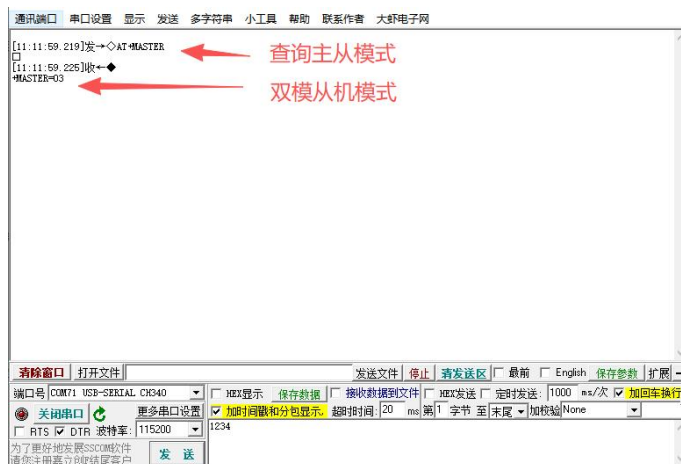 通讯端口 串口设置 显示 发送 多字符串 小工具 帮助 联系作者 大虾电子网
[11:11:59.219]发→◇AT+MASTER
□
查询主从模式
[11:11:59.225]收←◆
+MASTER=03
双模从机模式
清除窗口 打开文件 发送文件 停止 清发送区 最前 English 保存参数 扩展 —
端口号 COM71 USB-SERIAL CH340 HEX显示 保存数据 接收数据到文件 HEX发送 定时发送: 1000 ms/次 加回车换行
关闭串口 更多串口设置 加时间戳和分包显示. 超时时间: 20 ms 第1 字节 至 末尾 加校验 None
RTS DTR 波特率: 115200 1234
为了更好地发展SSCOM软件
请您注册嘉立创
发 送